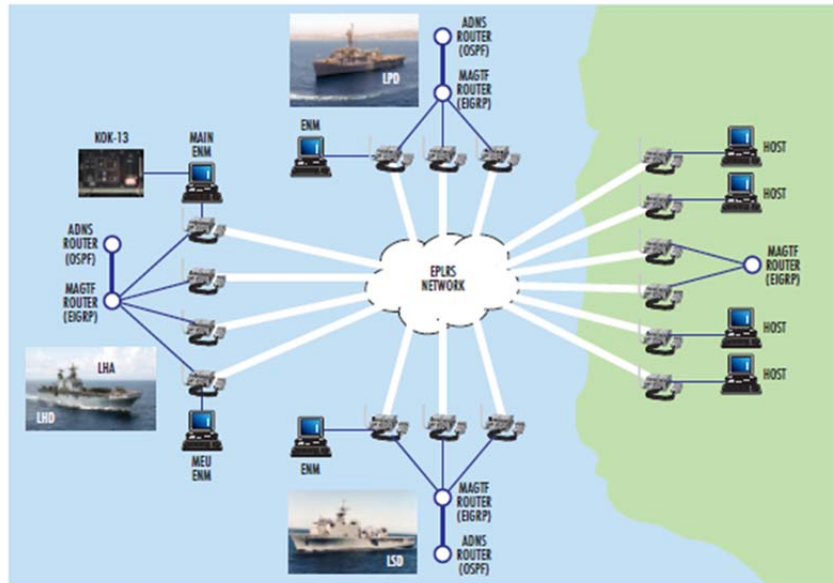 ADNS
ROUTER
(OSPF)
LPD
MAGTF
ROUTER
(EIGRP)
KOK-13
MAIN
ENM
ENM
HOST
HOST
ADNS
ROUTER
(OSPF)
MAGTF
ROUTER
(EIGRP)
EPLRS
NETWORK
MAGTF
ROUTER
(EIGRP)
HOST
LHA
LHD
HOST
MEU
ENM
ENM
MAGTF
ROUTER
(EIGRP)
LSD
ADNS
ROUTER
(OSPF)